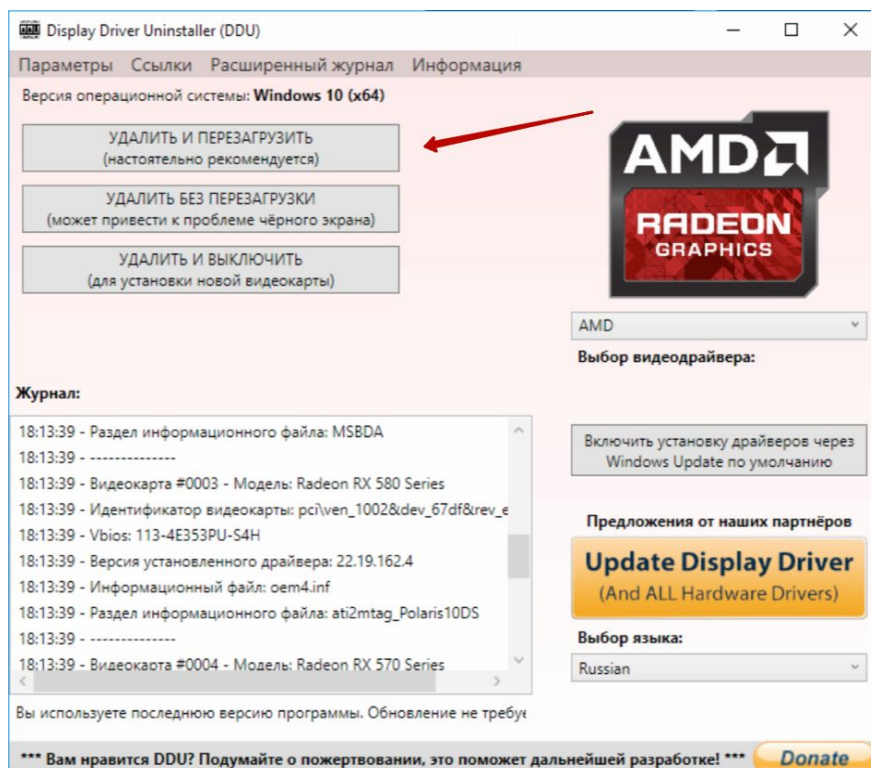 Display Driver Uninstaller (DDU)
Параметры Ссылки Расширенный журнал Информация
Версия операционной системы: Windows 10 (x64)
УДАЛИТЬ И ПЕРЕЗАГРУЗИТЬ
(настоятельно рекомендуется)
УДАЛИТЬ БЕЗ ПЕРЕЗАГРУЗКИ
(может привести к проблеме чёрного экрана)
УДАЛИТЬ И ВЫКЛЮЧИТЬ
(для установки новой видеокарты)
AMD
RADEON
GRAPHICS
AMD
Выбор видеодрайвера:
Журнал:
18:13:39 - Раздел информационного файла: MSBDA
18:13:39 - --------------
18:13:39 - Видеокарта #0003 - Модель: Radeon RX 580 Series
18:13:39 - Идентификатор видеокарты: pci\ven_1002&dev_67df&rev_e
18:13:39 - Vbios: 113-4E353PU-S4H
18:13:39 - Версия установленного драйвера: 22.19.162.4
18:13:39 - Информационный файл: oem4.inf
18:13:39 - Раздел информационного файла: ati2mtag_Polaris10DS
18:13:39 - --------------
18:13:39 - Видеокарта #0004 - Модель: Radeon RX 570 Series
Включить установку драйверов через
Windows Update по умолчанию
Предложения от наших партнёров
Update Display Driver
(And ALL Hardware Drivers)
Выбор языка:
Russian
Вы используете последнюю версию программы. Обновление не требуе
*** Вам нравится DDU? Подумайте о пожертвовании, это поможет дальнейшей разработке! ***
Donate